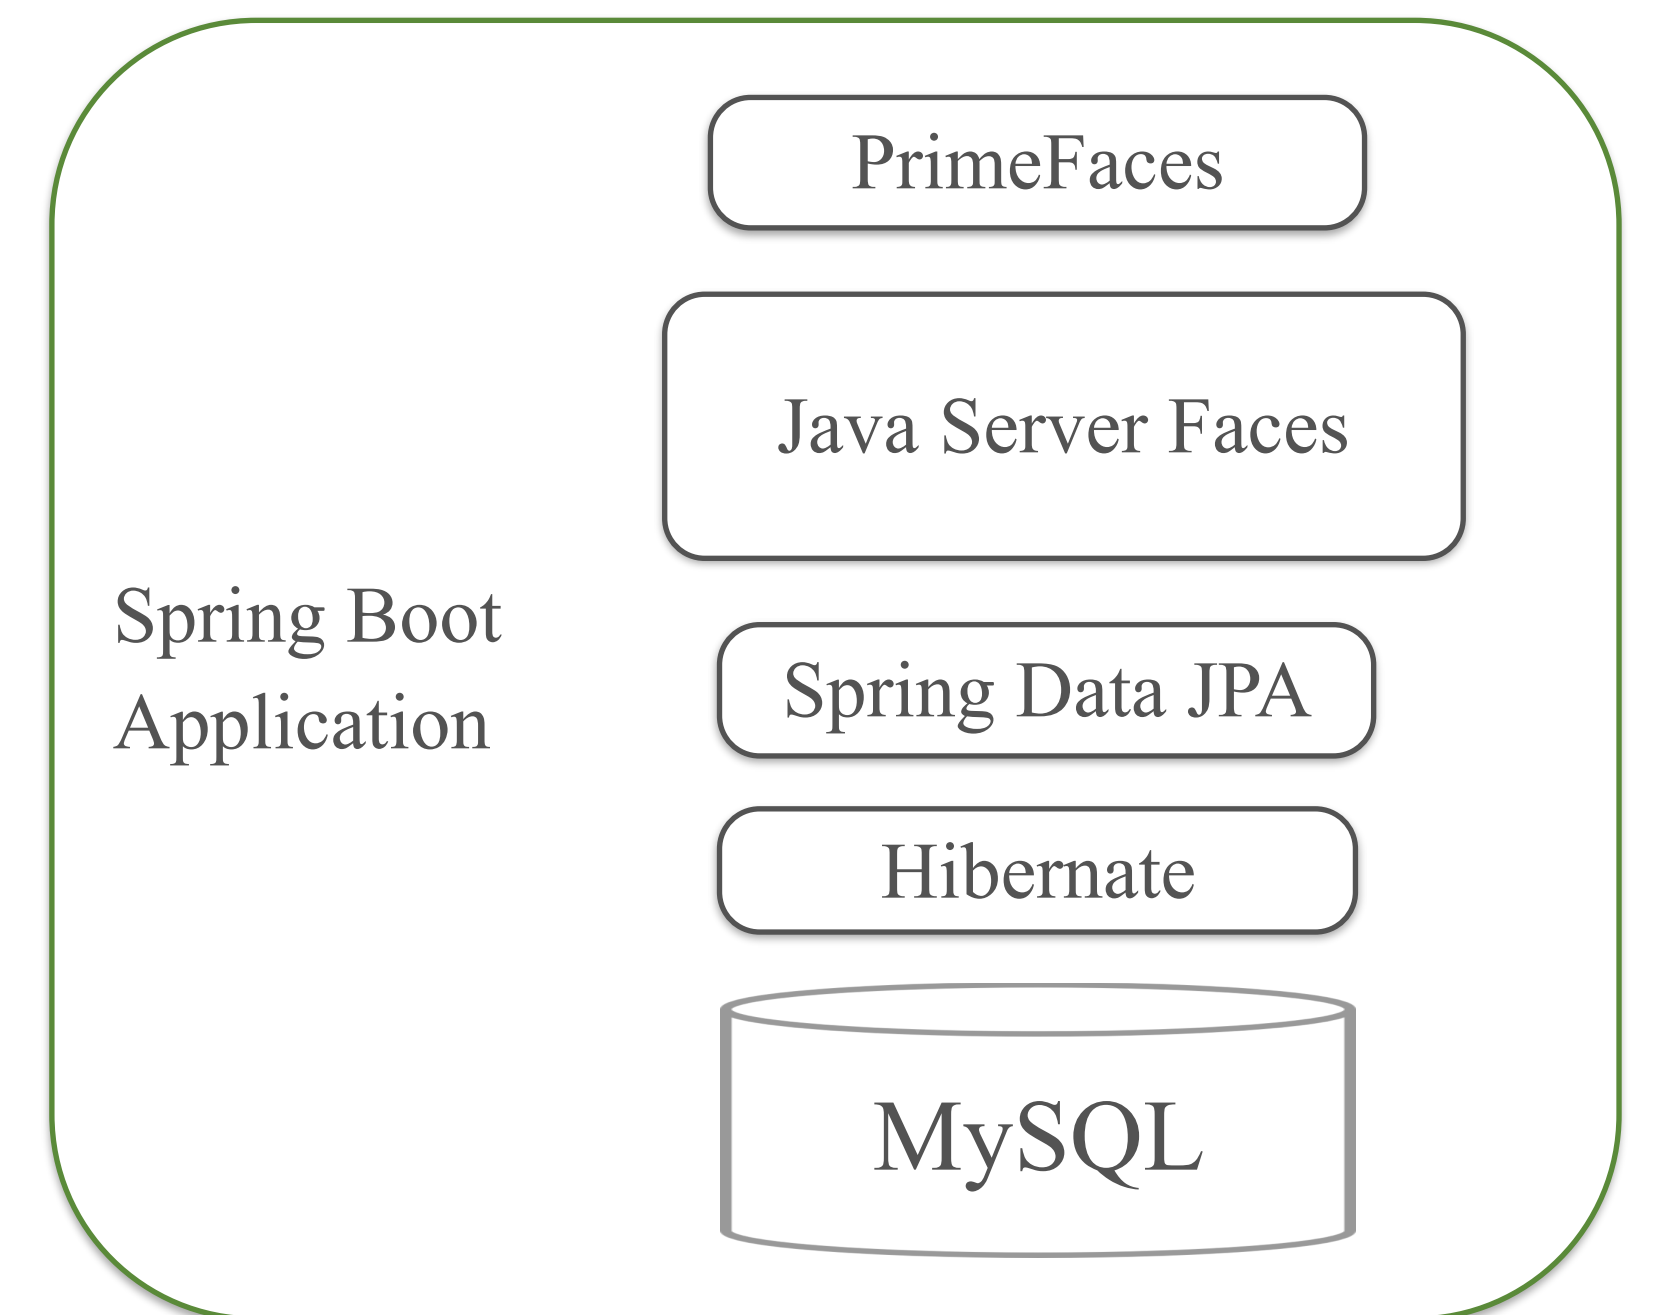 PrimeFaces
Java Server Faces
Spring Boot
Application
Spring Data JPA
Hibernate
MySQL